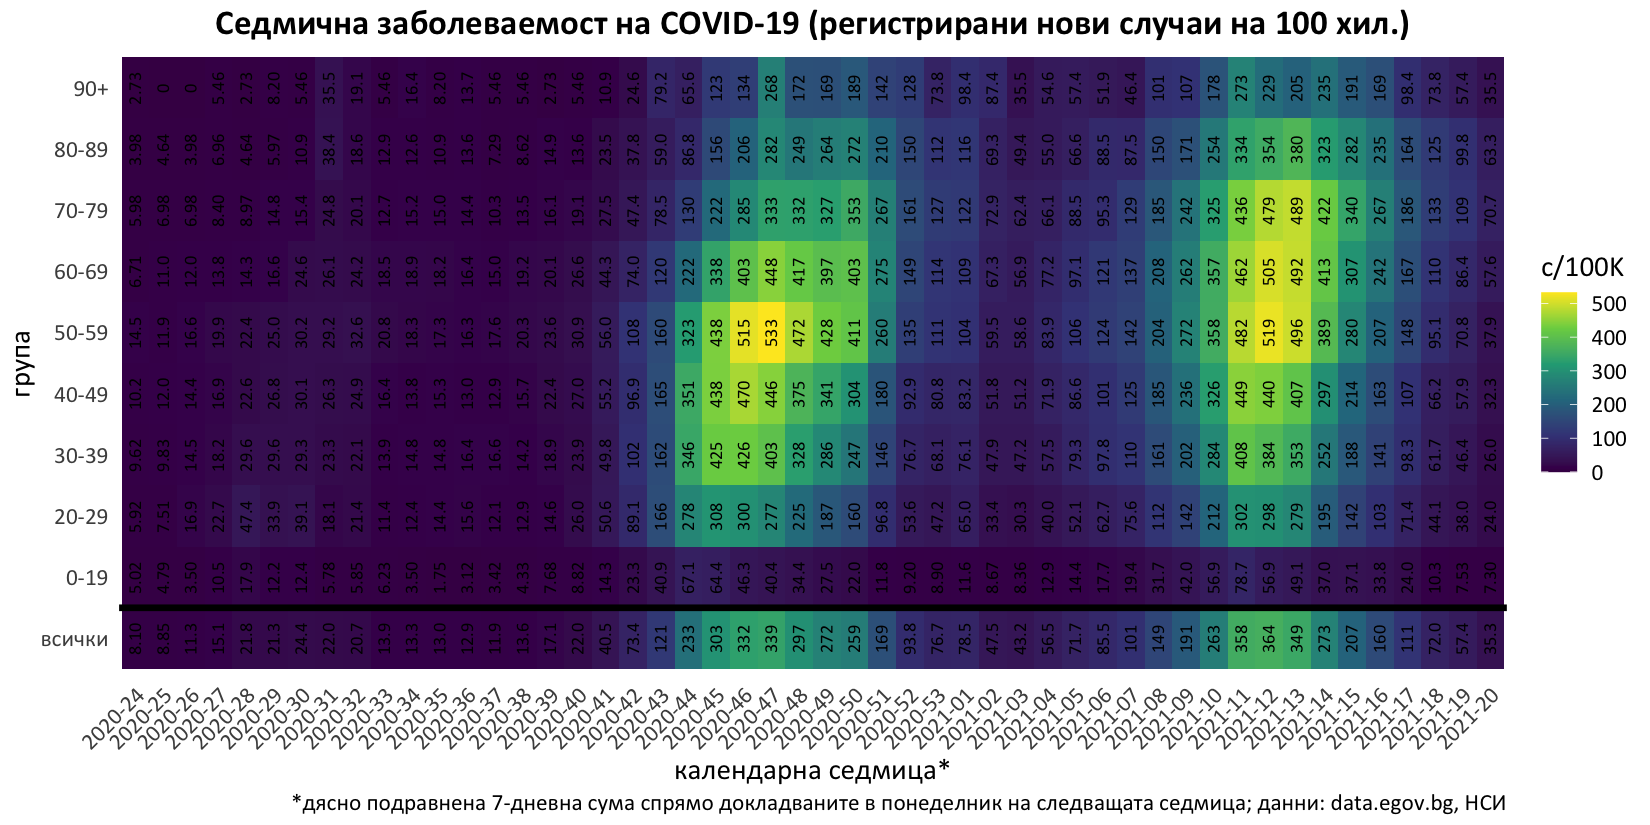 Седмична заболеваемост на COVID-19 (регистрирани нови случаи на 100 хил.)
90+ 2.73 0 0 5.46 2.73 8.20 5.46 35.5 19.1 5.46 16.4 8.20 13.7 5.46 5.46 2.73 5.46 10.9 24.6 79.2 65.6 123 134 268 172 169 189 142 128 73.8 98.4 87.4 35.5 54.6 57.4 51.9 46.4 101 107 178 273 229 205 235 191 169 98.4 73.8 57.4 35.5
80-89 3.98 4.64 3.98 6.96 4.64 5.97 10.9 38.4 18.6 12.9 12.6 10.9 13.6 7.29 8.62 14.9 13.6 23.5 37.8 59.0 86.8 156 206 282 249 264 272 210 150 112 116 69.3 49.4 55.0 66.6 88.5 87.5 150 171 254 334 354 380 323 282 235 164 125 99.8 63.3
70-79 5.98 6.98 6.98 8.40 8.97 14.8 15.4 24.8 20.1 12.7 15.2 15.0 14.4 10.3 13.5 16.1 19.1 27.5 47.4 78.5 130 222 285 333 332 327 353 267 161 127 122 72.9 62.4 66.1 88.5 95.3 129 185 242 325 436 479 489 422 340 267 186 133 109 70.7
60-69 6.71 11.0 12.0 13.8 14.3 16.6 24.6 26.1 24.2 18.5 18.9 18.2 16.4 15.0 19.2 20.1 26.6 44.3 74.0 120 222 338 403 448 417 397 403 275 149 114 109 67.3 56.9 77.2 97.1 121 137 208 262 357 462 505 492 413 307 242 167 110 86.4 57.6
50-59 14.5 11.9 16.6 19.9 22.4 25.0 30.2 29.2 32.6 20.8 18.3 17.3 16.3 17.6 20.3 23.6 30.9 56.0 108 160 323 438 515 533 472 428 411 260 135 111 104 59.5 58.6 83.9 106 124 142 204 272 358 482 519 496 389 280 207 148 95.1 70.8 37.9
40-49 10.2 12.0 14.4 16.9 22.6 26.8 30.1 26.3 24.9 16.4 13.8 15.3 13.0 12.9 15.7 22.4 27.0 55.2 96.9 165 351 438 470 446 375 341 304 180 92.9 80.8 83.2 51.8 51.2 71.9 86.6 101 125 185 236 326 449 440 407 297 214 163 107 66.2 57.9 32.3
30-39 9.62 9.83 14.5 18.2 29.6 29.6 29.3 23.3 22.1 13.9 14.8 14.8 16.4 16.6 14.2 18.9 23.9 49.8 102 162 346 425 426 403 328 286 247 146 76.7 68.1 76.1 47.9 47.2 57.5 79.3 97.8 110 161 202 284 408 384 353 252 188 141 98.3 61.7 46.4 26.0
20-29 5.92 7.51 16.9 22.7 47.4 33.9 39.1 18.1 21.4 11.4 12.4 14.4 15.6 12.1 12.9 14.6 26.0 50.6 89.1 166 278 308 300 277 225 187 160 96.8 53.6 47.2 65.0 33.4 30.3 40.0 52.1 62.7 75.6 112 142 212 302 298 279 195 142 103 71.4 44.1 38.0 24.0
0-19 5.02 4.79 3.50 10.5 17.9 12.2 12.4 5.78 5.85 6.23 3.50 1.75 3.12 3.42 4.33 7.68 8.82 14.3 23.3 40.9 67.1 64.4 46.3 40.4 34.4 27.5 22.0 11.8 9.20 8.90 11.6 8.67 8.36 12.9 14.4 17.7 19.4 31.7 42.0 56.9 78.7 56.9 49.1 37.0 37.1 33.8 24.0 10.3 7.53 7.30
всички 8.10 8.85 11.3 15.1 21.8 21.3 24.4 22.0 20.7 13.9 13.3 13.0 12.9 11.9 13.6 17.1 22.0 40.5 73.4 121 233 303 332 339 297 272 259 169 93.8 76.7 78.5 47.5 43.2 56.5 71.7 85.5 101 149 191 263 358 364 349 273 207 160 111 72.0 57.4 35.3
група
2020-24 2020-25 2020-26 2020-27 2020-28 2020-29 2020-30 2020-31 2020-32 2020-33 2020-34 2020-35 2020-36 2020-37 2020-38 2020-39 2020-40 2020-41 2020-42 2020-43 2020-44 2020-45 2020-46 2020-47 2020-48 2020-49 2020-50 2020-51 2020-52 2020-53 2021-01 2021-02 2021-03 2021-04 2021-05 2021-06 2021-07 2021-08 2021-09 2021-10 2021-11 2021-12 2021-13 2021-14 2021-15 2021-16 2021-17 2021-18 2021-19 2021-20
календарна седмица*
*дясно подравнена 7-дневна сума спрямо докладваните в понеделник на следващата седмица; данни: data.egov.bg, НСИ
c/100K
500
400
300
200
100
0